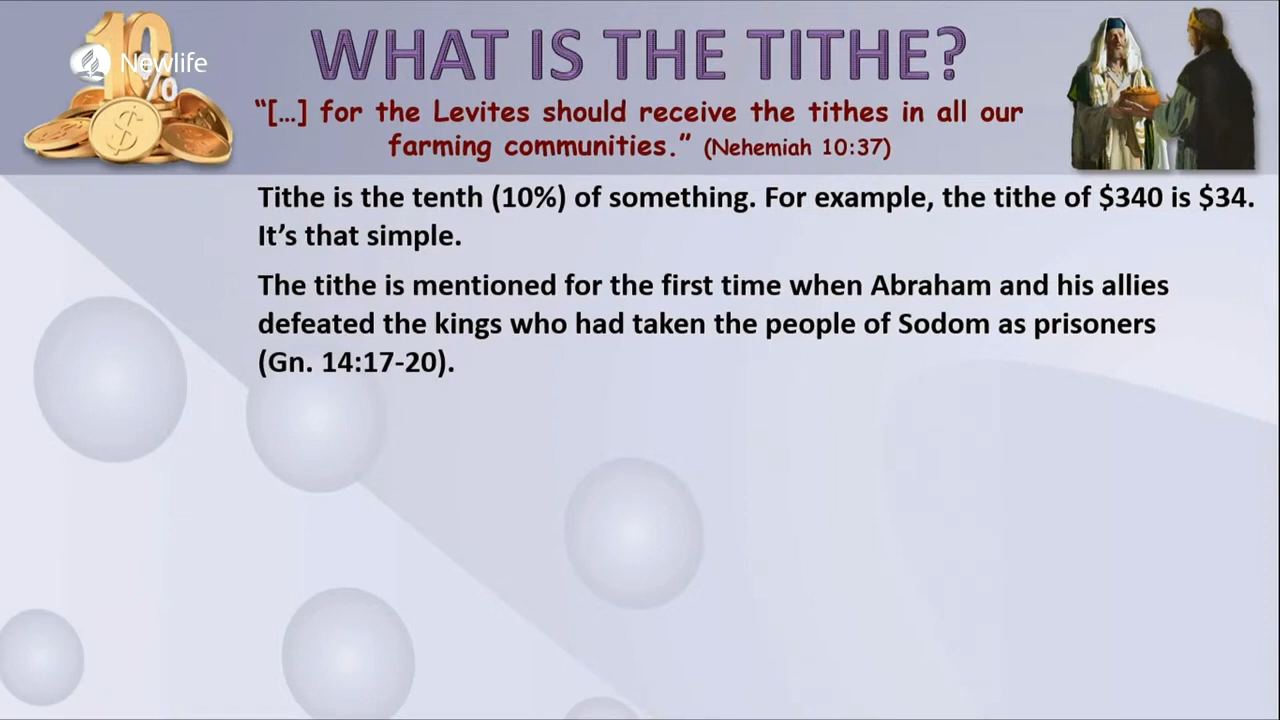 10%
Newlife
WHAT IS THE TITHE?
“[…] for the Levites should receive the tithes in all our
farming communities.” (Nehemiah 10:37)
Tithe is the tenth (10%) of something. For example, the tithe of $340 is $34.
It’s that simple.
The tithe is mentioned for the first time when Abraham and his allies
defeated the kings who had taken the people of Sodom as prisoners
(Gn. 14:17-20).